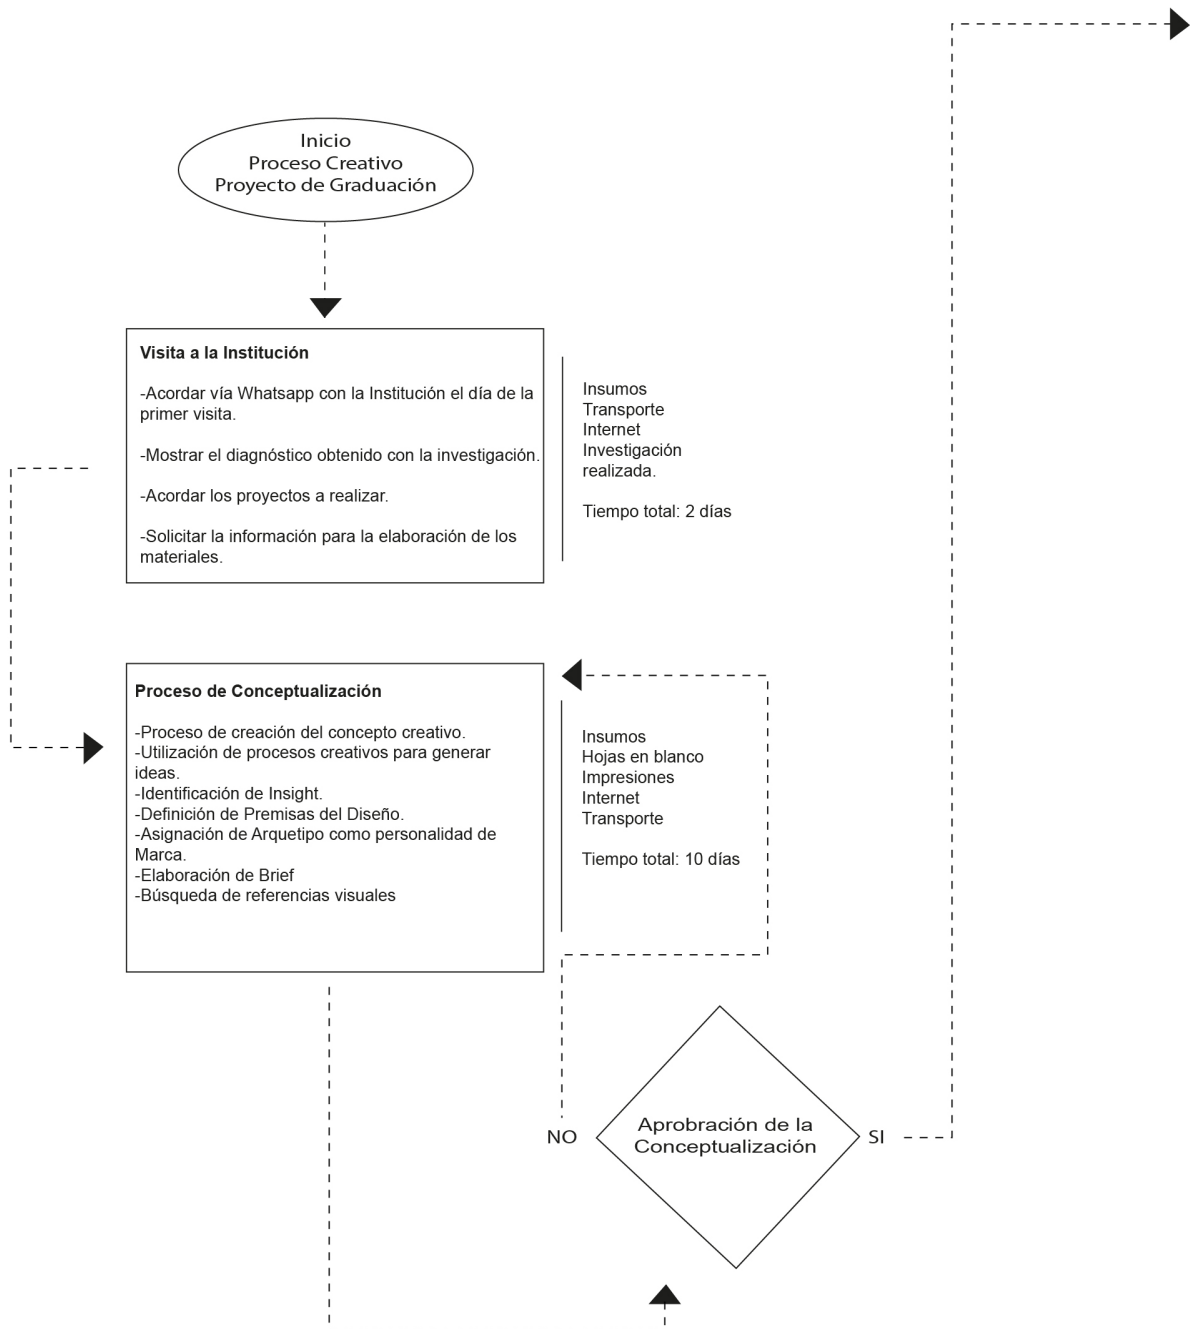 Inicio
Proceso Creativo
Proyecto de Graduación
Visita a la Institución
-Acordar vía Whatsapp con la Institución el día de la
primer visita.
-Mostrar el diagnóstico obtenido con la investigación.
-Acordar los proyectos a realizar.
-Solicitar la información para la elaboración de los
materiales.
Insumos
Transporte
Internet
Investigación
realizada.
Tiempo total: 2 días
Proceso de Conceptualización
-Proceso de creación del concepto creativo.
-Utilización de procesos creativos para generar
ideas.
-Identificación de Insight.
-Definición de Premisas del Diseño.
-Asignación de Arquetipo como personalidad de
Marca.
-Elaboración de Brief
-Búsqueda de referencias visuales
Insumos
Hojas en blanco
Impresiones
Internet
Transporte
Tiempo total: 10 días
NO
Aprobración de la
Conceptualización
SI